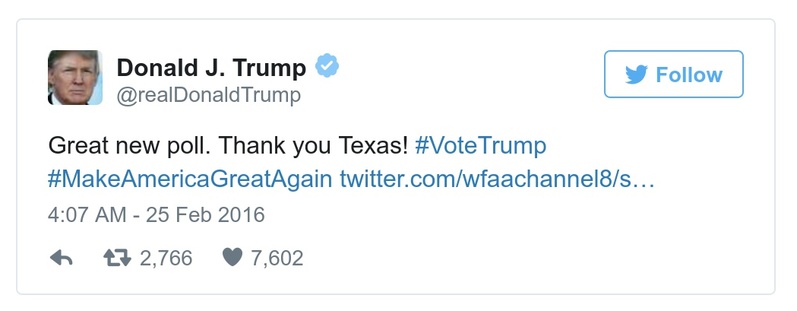 Donald J. Trump
@realDonaldTrump
Follow
Great new poll. Thank you Texas! #VoteTrump
#MakeAmericaGreatAgain twitter.com/wfaachannel8/s…
4:07 AM - 25 Feb 2016
2,766 7,602